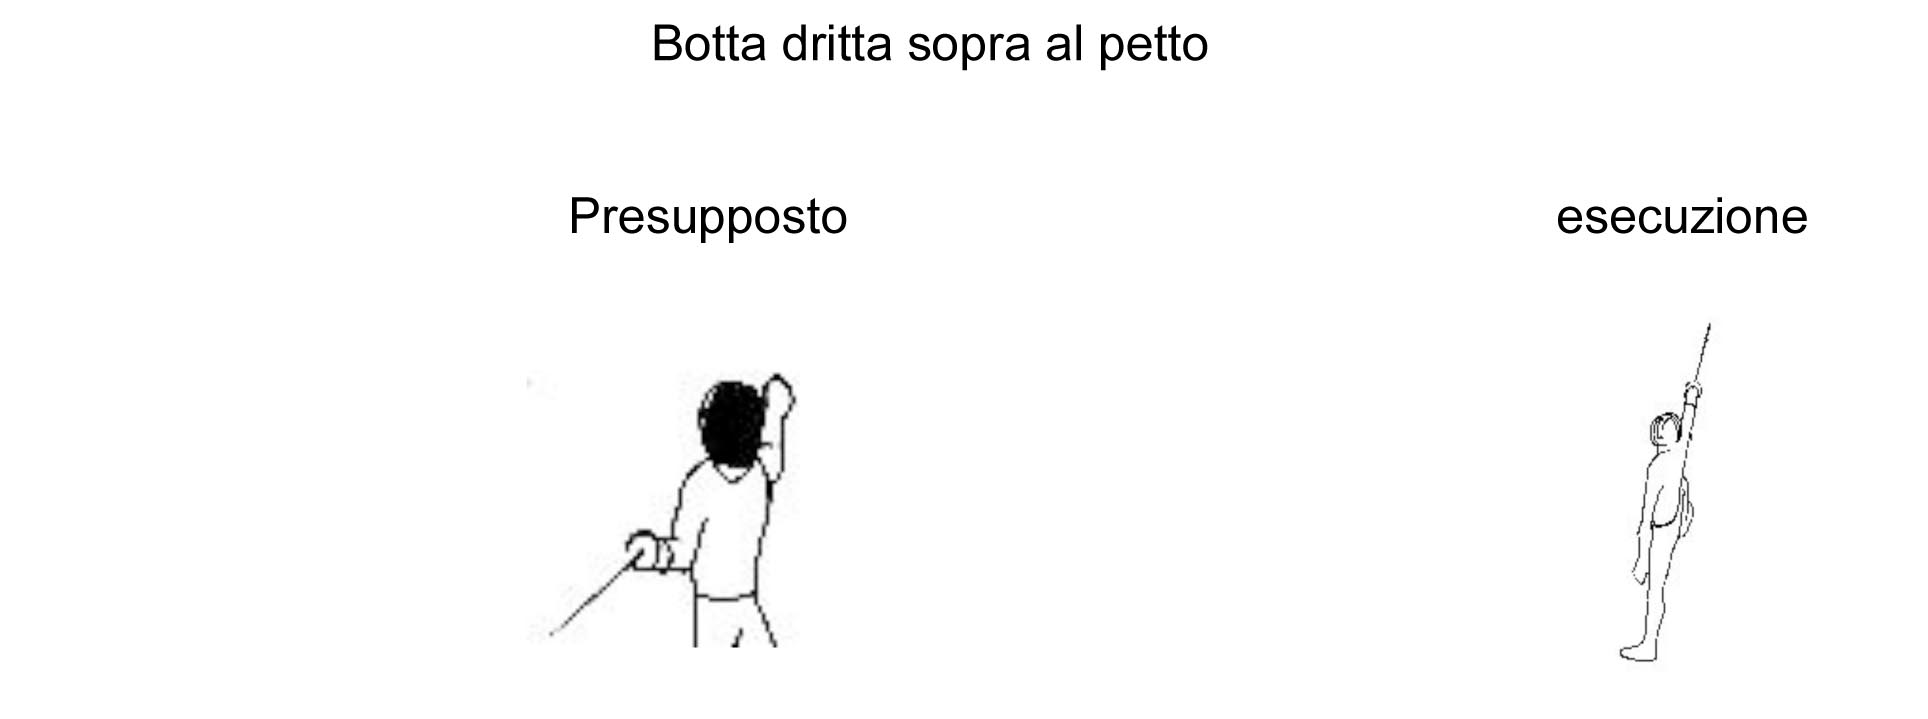 Botta dritta sopra al petto
Presupposto
esecuzione